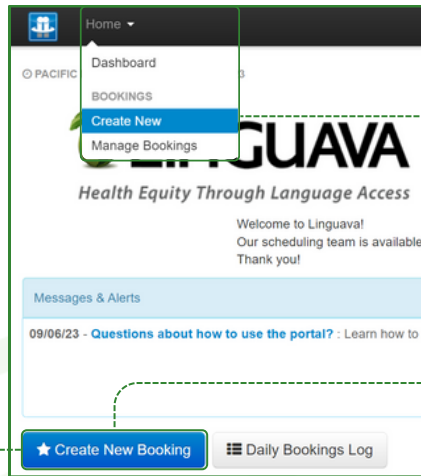 Home
Dashboard
PACIFIC 3
BOOKINGS
Create New
Manage Bookings
LINGUAVA
Health Equity Through Language Access
Welcome to Linguava!
Our scheduling team is available
Thank you!
Messages & Alerts
09/06/23 - Questions about how to use the portal? : Learn how to
Create New Booking
Daily Bookings Log